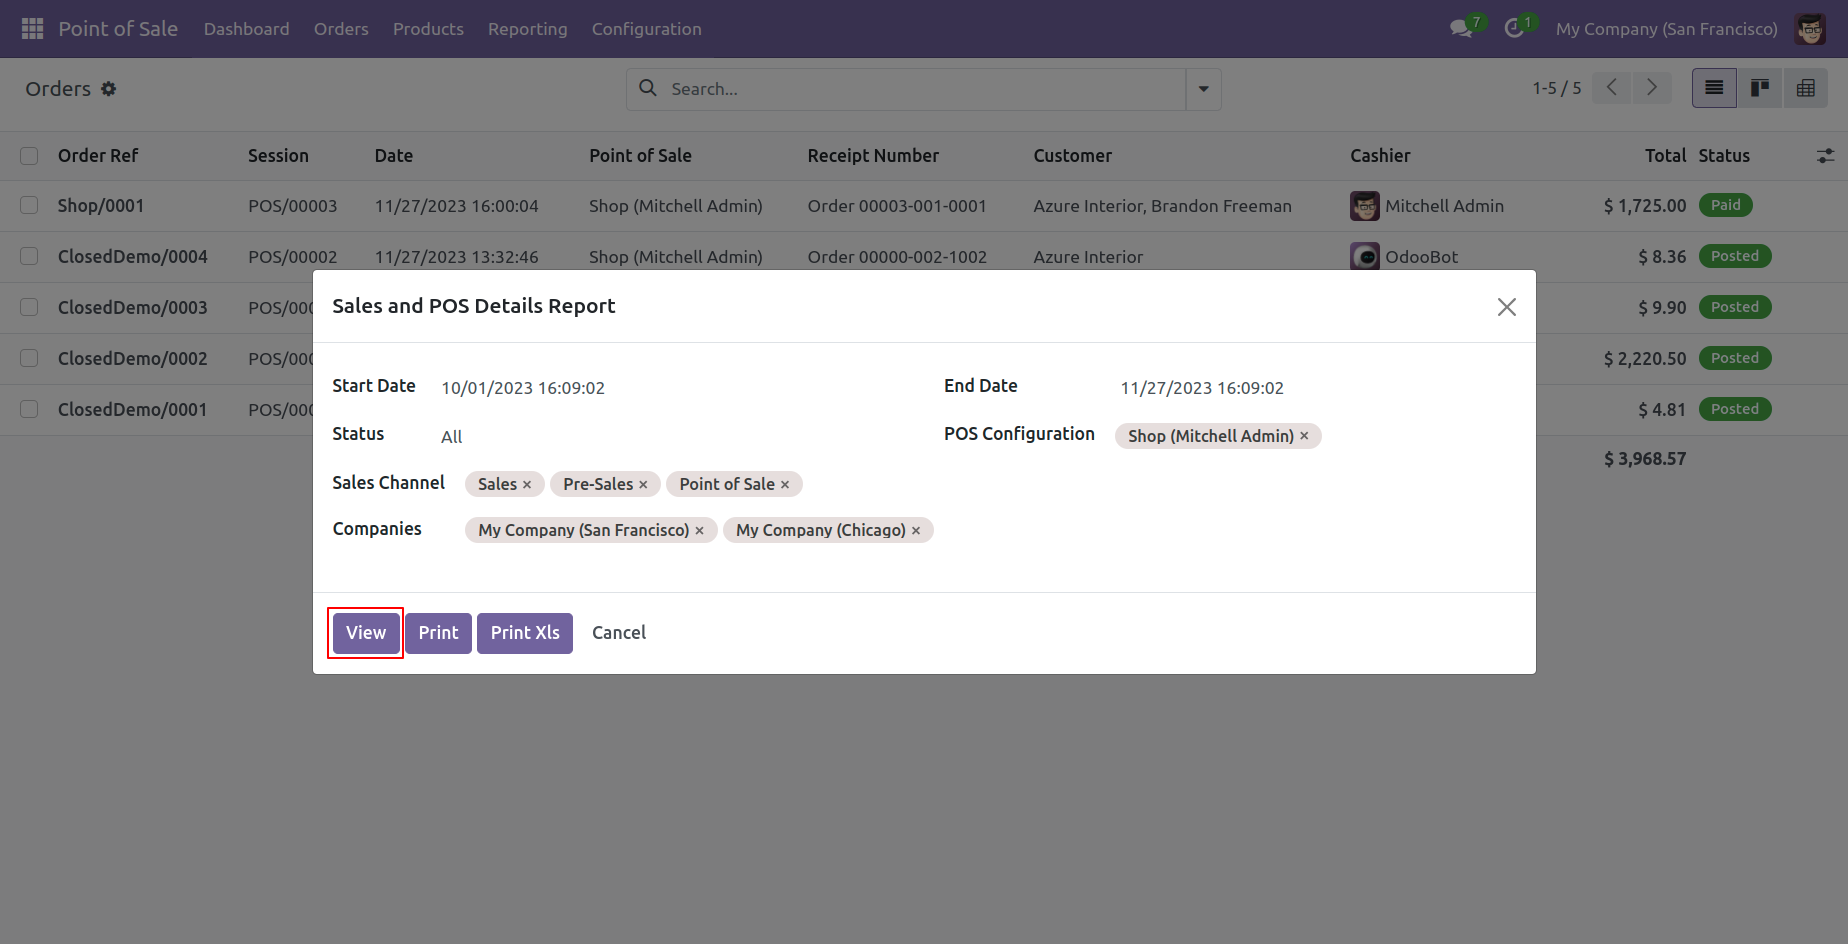 Point of Sale Dashboard Orders Products Reporting Configuration 7 1 My Company (San Francisco)
Orders Search... 1-5 / 5
Order Ref Session Date Point of Sale Receipt Number Customer Cashier Total Status
Shop/0001 POS/00003 11/27/2023 16:00:04 Shop (Mitchell Admin) Order 00003-001-0001 Azure Interior, Brandon Freeman Mitchell Admin $ 1,725.00 Paid
ClosedDemo/0004 POS/00002 11/27/2023 13:32:46 Shop (Mitchell Admin) Order 00000-002-1002 Azure Interior OdooBot $ 8.36 Posted
ClosedDemo/0003 POS/000 $ 9.90 Posted
ClosedDemo/0002 POS/000 $ 2,220.50 Posted
ClosedDemo/0001 POS/000 $ 4.81 Posted
$ 3,968.57
Sales and POS Details Report
Start Date 10/01/2023 16:09:02 End Date 11/27/2023 16:09:02
Status All POS Configuration Shop (Mitchell Admin) ×
Sales Channel Sales × Pre-Sales × Point of Sale ×
Companies My Company (San Francisco) × My Company (Chicago) ×
View Print Print Xls Cancel